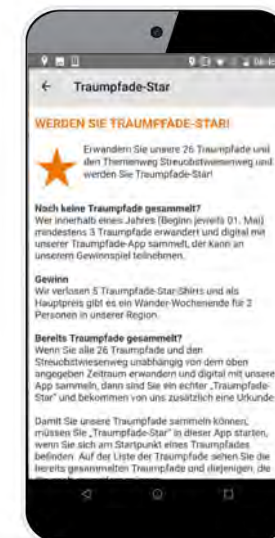 Traumpfade-Star
WERDEN SIE TRAUMPFADE-STAR!
Erwandern Sie unsere 26 Traumpfade und
den Themenweg Streuobstwiesenweg und
werden Sie Traumpfade-Star!
Noch keine Traumpfade gesammelt?
Wer innerhalb eines Jahres (Beginn jeweils 01. Mai)
mindestens 3 Traumpfade erwandert und digital mit
unserer Traumpfade-App sammelt, der kann an
unserem Gewinnspiel teilnehmen.
Gewinn
Wir verlosen 5 Traumpfade-Star-Shirts und als
Hauptpreis gibt es ein Wander-Wochenende für 2
Personen in unserer Region.
Bereits Traumpfade gesammelt?
Wenn Sie alle 26 Traumpfade und den
Streuobstwiesenweg unabhängig von dem oben
angegeben Zeitraum erwandern und digital mit unsere
App sammeln, dann sind Sie ein echter „Traumpfade-
Star" und bekommen von uns zusätzlich eine Urkunde
Damit Sie unsere Traumpfade sammeln können,
müssen Sie „Traumpfade-Star" in dieser App starten,
wenn Sie sich am Startpunkt eines Traumpfades
befinden. Auf der Liste der Traumpfade sehen Sie die
bereits gesammelten Traumpfade und diejenigen, die